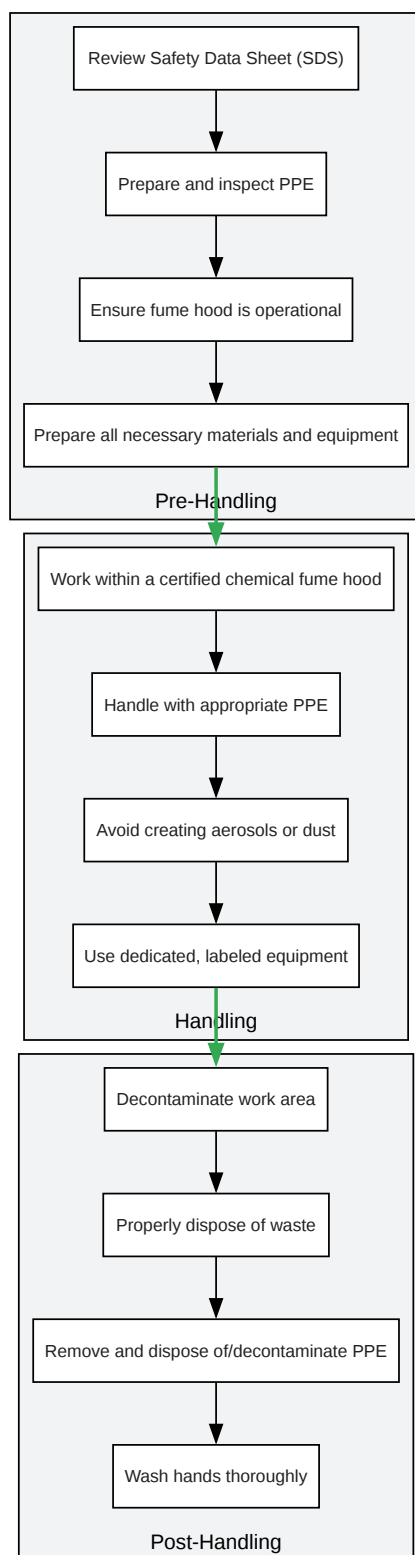 Review Safety Data Sheet (SDS)
Prepare and inspect PPE
Ensure fume hood is operational
Prepare all necessary materials and equipment
Pre-Handling
Work within a certified chemical fume hood
Handle with appropriate PPE
Avoid creating aerosols or dust
Use dedicated, labeled equipment
Handling
Decontaminate work area
Properly dispose of waste
Remove and dispose of/decontaminate PPE
Wash hands thoroughly
Post-Handling